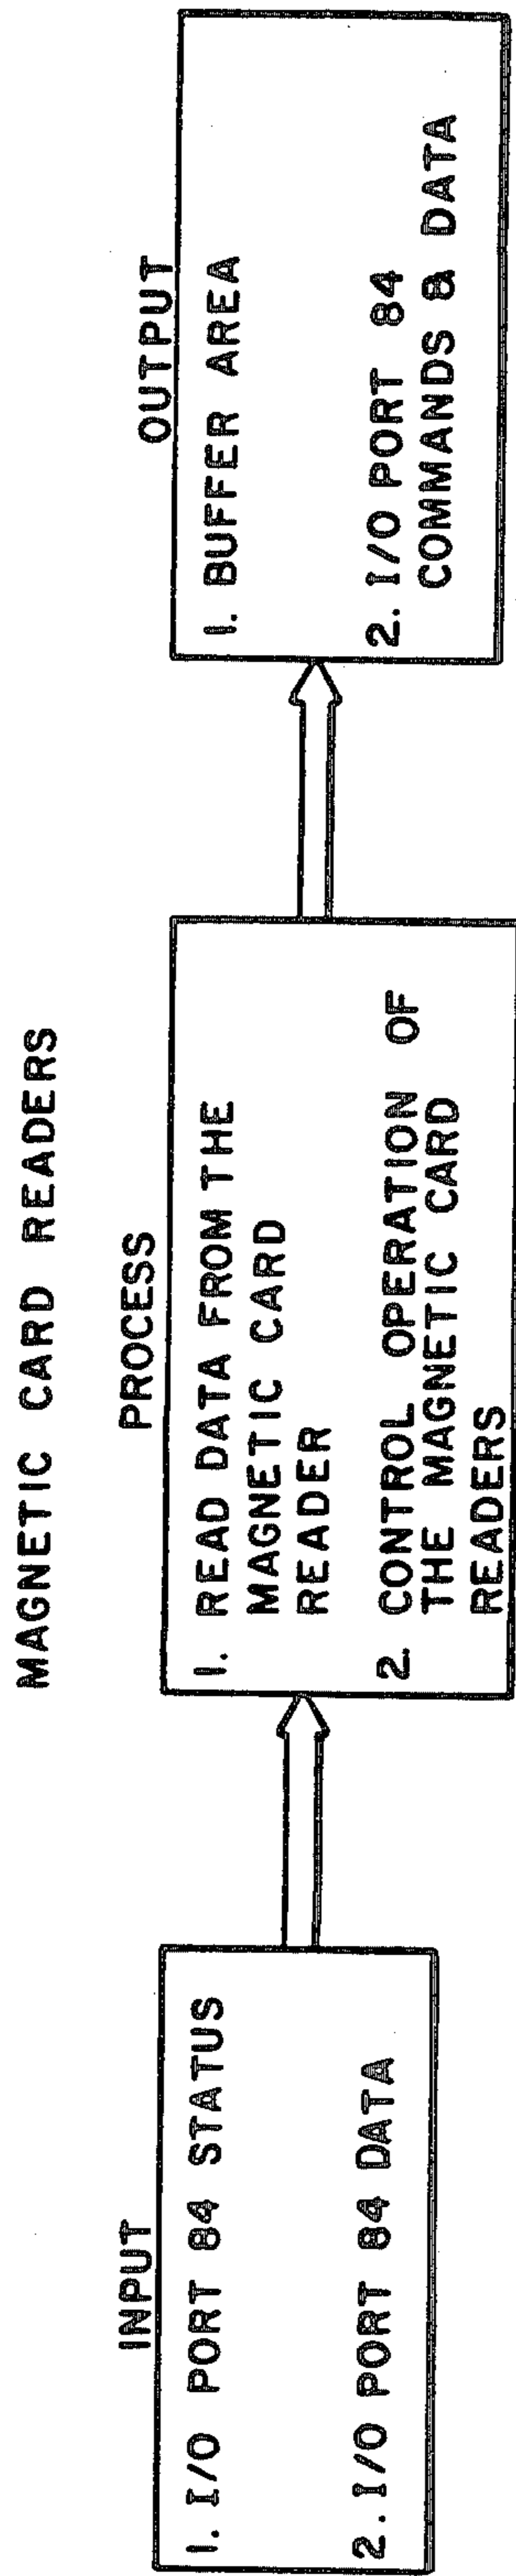 MAGNETIC CARD READERS
INPUT
1. I/O PORT 84 STATUS
2. I/O PORT 84 DATA
PROCESS
1. READ DATA FROM THE
MAGNETIC CARD
READER
2. CONTROL OPERATION OF
THE MAGNETIC CARD
READERS
OUTPUT
1. BUFFER AREA
2. I/O PORT 84
COMMANDS & DATA